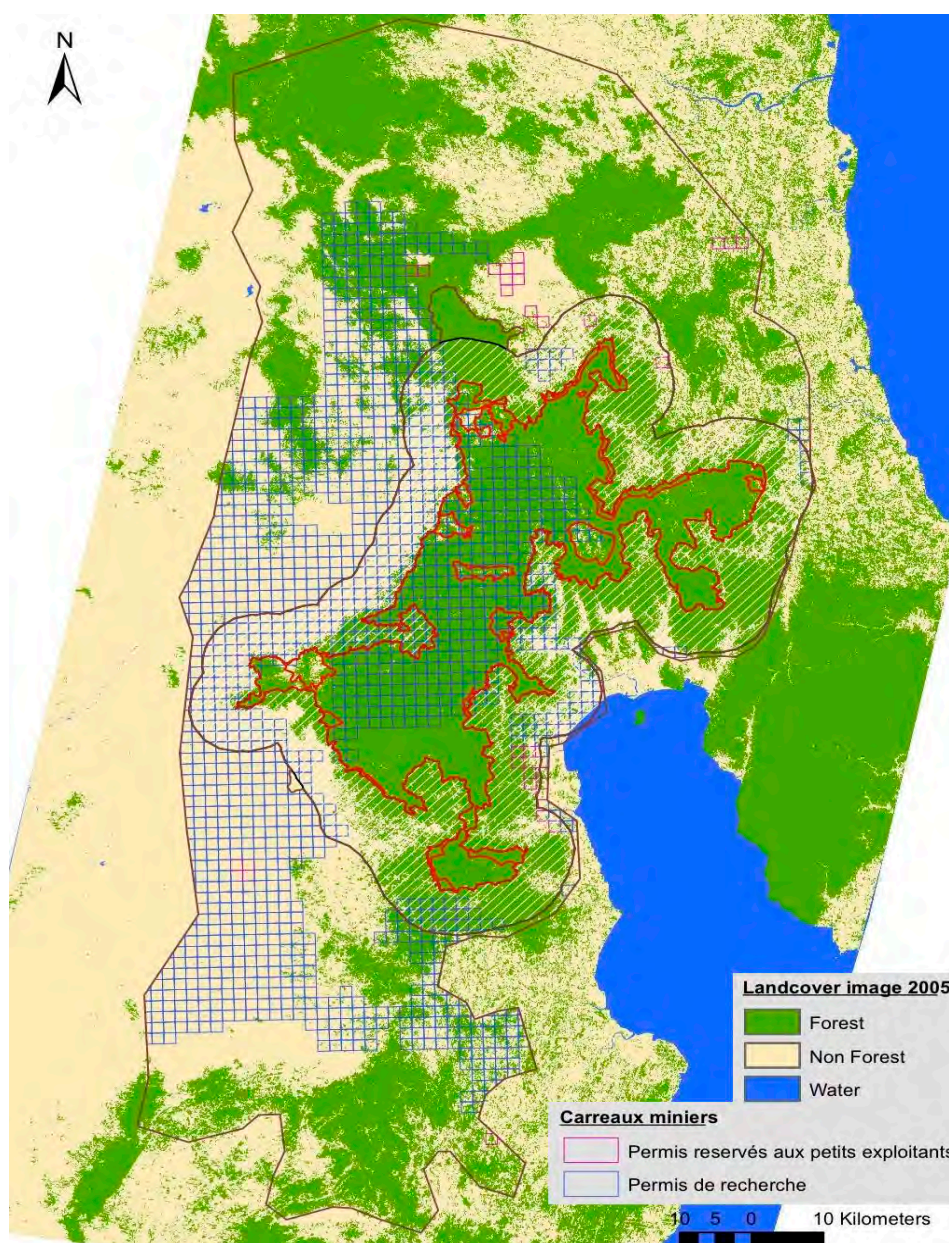 N
Landcover image 2005
Forest
Non Forest
Water
Carreaux miniers
Permis reservés aux petits exploitants
Permis de recherche
10 5 0 10 Kilometers